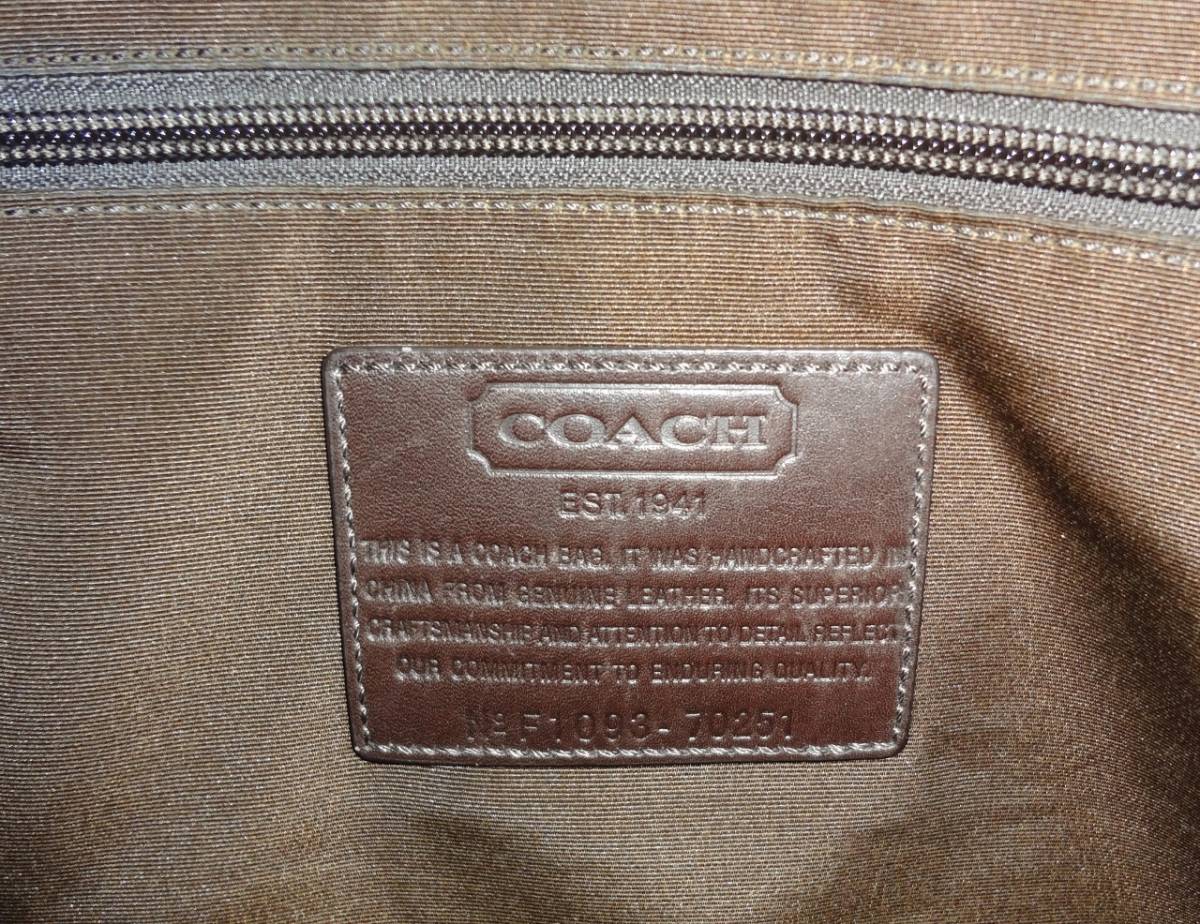 COACH
EST. 1941
THIS IS A COACH BAG. IT WAS HANDCRAFTED IN
CHINA FROM GENUINE LEATHER. ITS SUPERIOR
CRAFTSMANSHIP AND ATTENTION TO DETAIL REFLECT
OUR COMMITMENT TO ENDURING QUALITY.
Nº F1093-70251